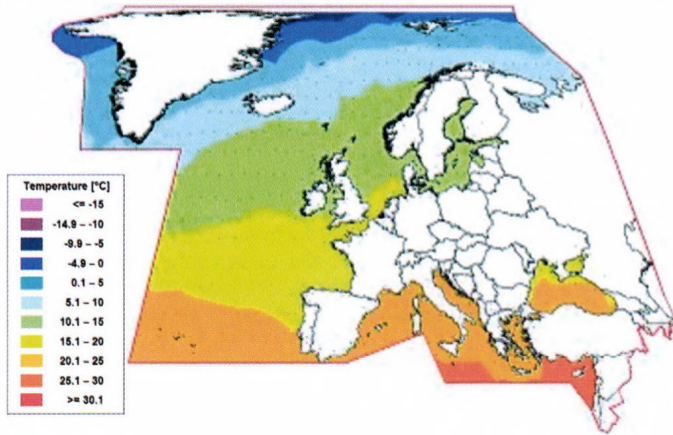 Temperature [°C]
<= -15
-14.9 – -10
-9.9 – -5
-4.9 – 0
0.1 – 5
5.1 – 10
10.1 – 15
15.1 – 20
20.1 – 25
25.1 – 30
>= 30.1